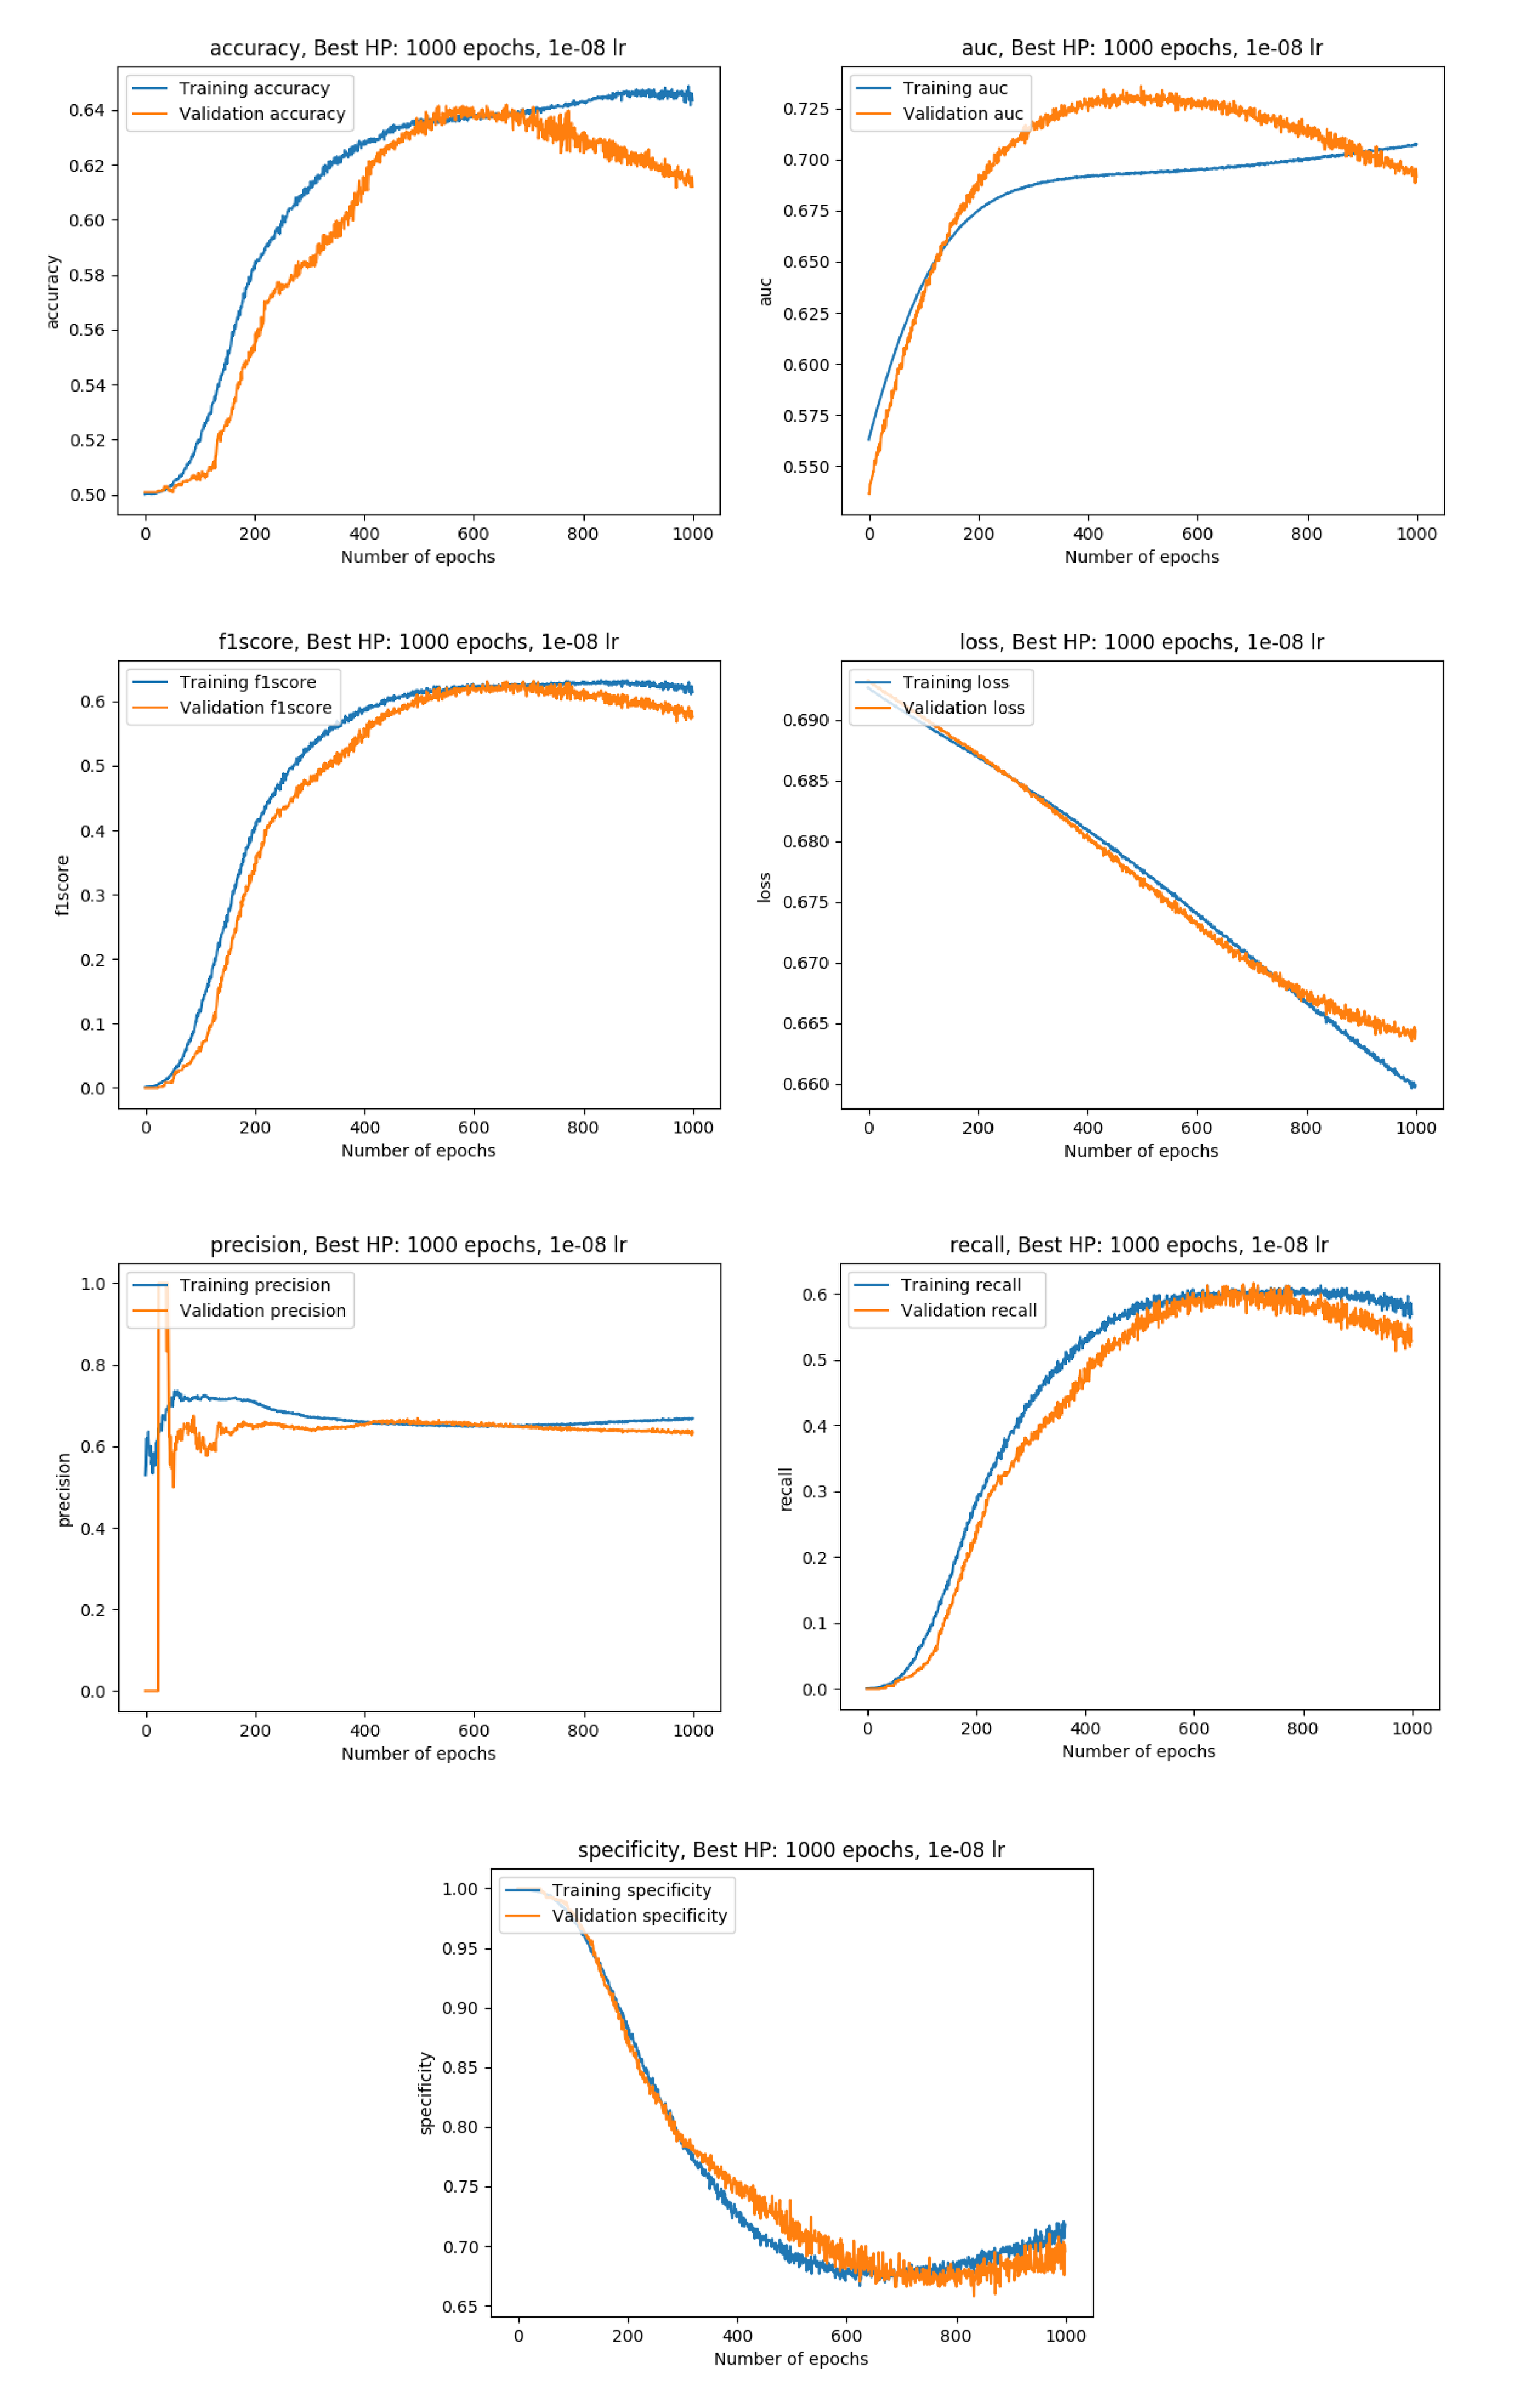 accuracy, Best HP: 1000 epochs, 1e-08 lr
Training accuracy
Validation accuracy
accuracy
0.64
0.62
0.60
0.58
0.56
0.54
0.52
0.50
0 200 400 600 800 1000
Number of epochs
auc, Best HP: 1000 epochs, 1e-08 lr
Training auc
Validation auc
auc
0.725
0.700
0.675
0.650
0.625
0.600
0.575
0.550
0 200 400 600 800 1000
Number of epochs
f1score, Best HP: 1000 epochs, 1e-08 lr
Training f1score
Validation f1score
f1score
0.6
0.5
0.4
0.3
0.2
0.1
0.0
0 200 400 600 800 1000
Number of epochs
loss, Best HP: 1000 epochs, 1e-08 lr
Training loss
Validation loss
loss
0.690
0.685
0.680
0.675
0.670
0.665
0.660
0 200 400 600 800 1000
Number of epochs
precision, Best HP: 1000 epochs, 1e-08 lr
Training precision
Validation precision
precision
1.0
0.8
0.6
0.4
0.2
0.0
0 200 400 600 800 1000
Number of epochs
recall, Best HP: 1000 epochs, 1e-08 lr
Training recall
Validation recall
recall
0.6
0.5
0.4
0.3
0.2
0.1
0.0
0 200 400 600 800 1000
Number of epochs
specificity, Best HP: 1000 epochs, 1e-08 lr
Training specificity
Validation specificity
specificity
1.00
0.95
0.90
0.85
0.80
0.75
0.70
0.65
0 200 400 600 800 1000
Number of epochs